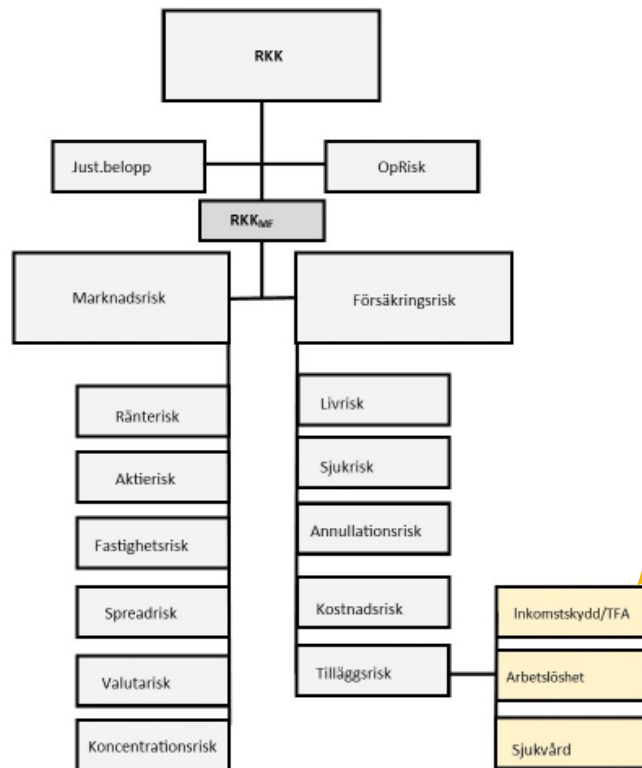 RKK
Just.belopp
OpRisk
RKKMF
Marknadsrisk
Försäkringsrisk
Ränterisk
Aktierisk
Fastighetsrisk
Spreadrisk
Valutarisk
Koncentrationsrisk
Livrisk
Sjukrisk
Annullationsrisk
Kostnadsrisk
Tilläggsrisk
Inkomstskydd/TFA
Arbetslöshet
Sjukvård